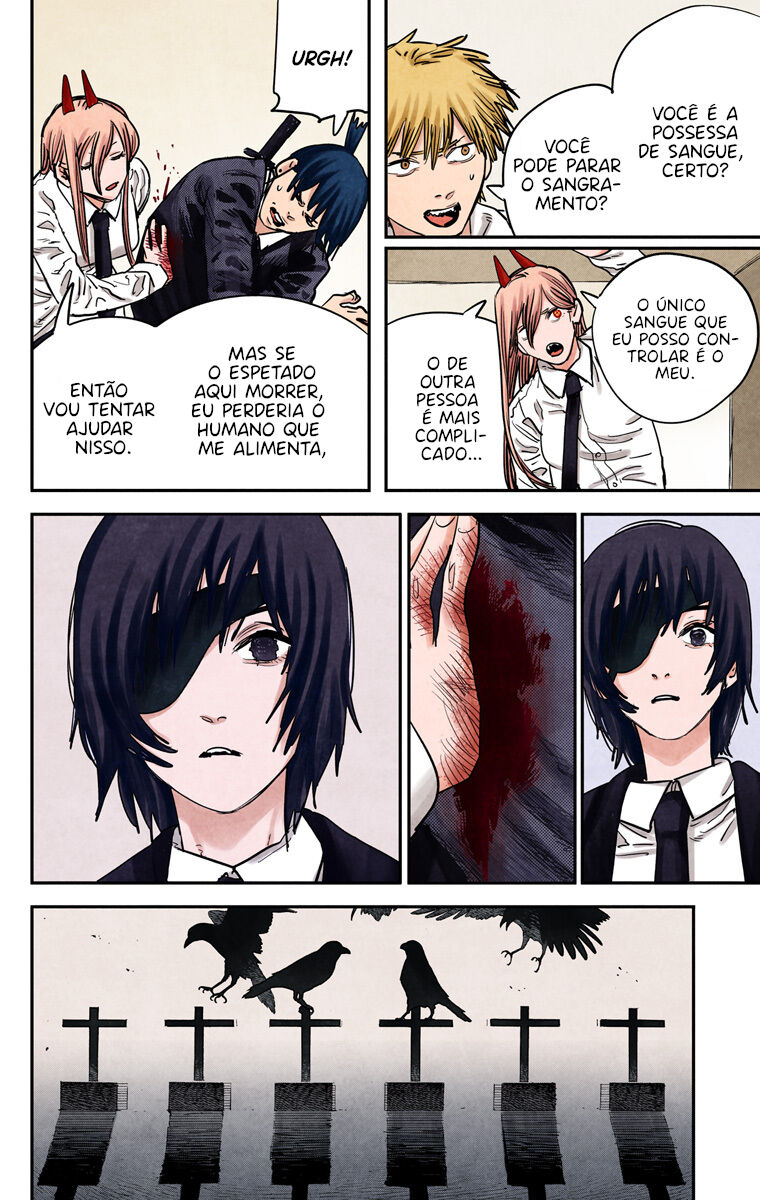 VOCÊ É A
POSSESSA
DE SANGUE,
CERTO?
VOCÊ
PODE PARAR
O SANGRA-
MENTO?
O ÚNICO
SANGUE QUE
EU POSSO CON-
TROLAR É O
MEU.
O DE
OUTRA
PESSOA
É MAIS
COMPLI-
CADO...
URGH!
MAS SE
O ESPETADO
AQUI MORRER,
EU PERDERIA O
HUMANO QUE
ME ALIMENTA,
ENTÃO
VOU TENTAR
AJUDAR
NISSO.